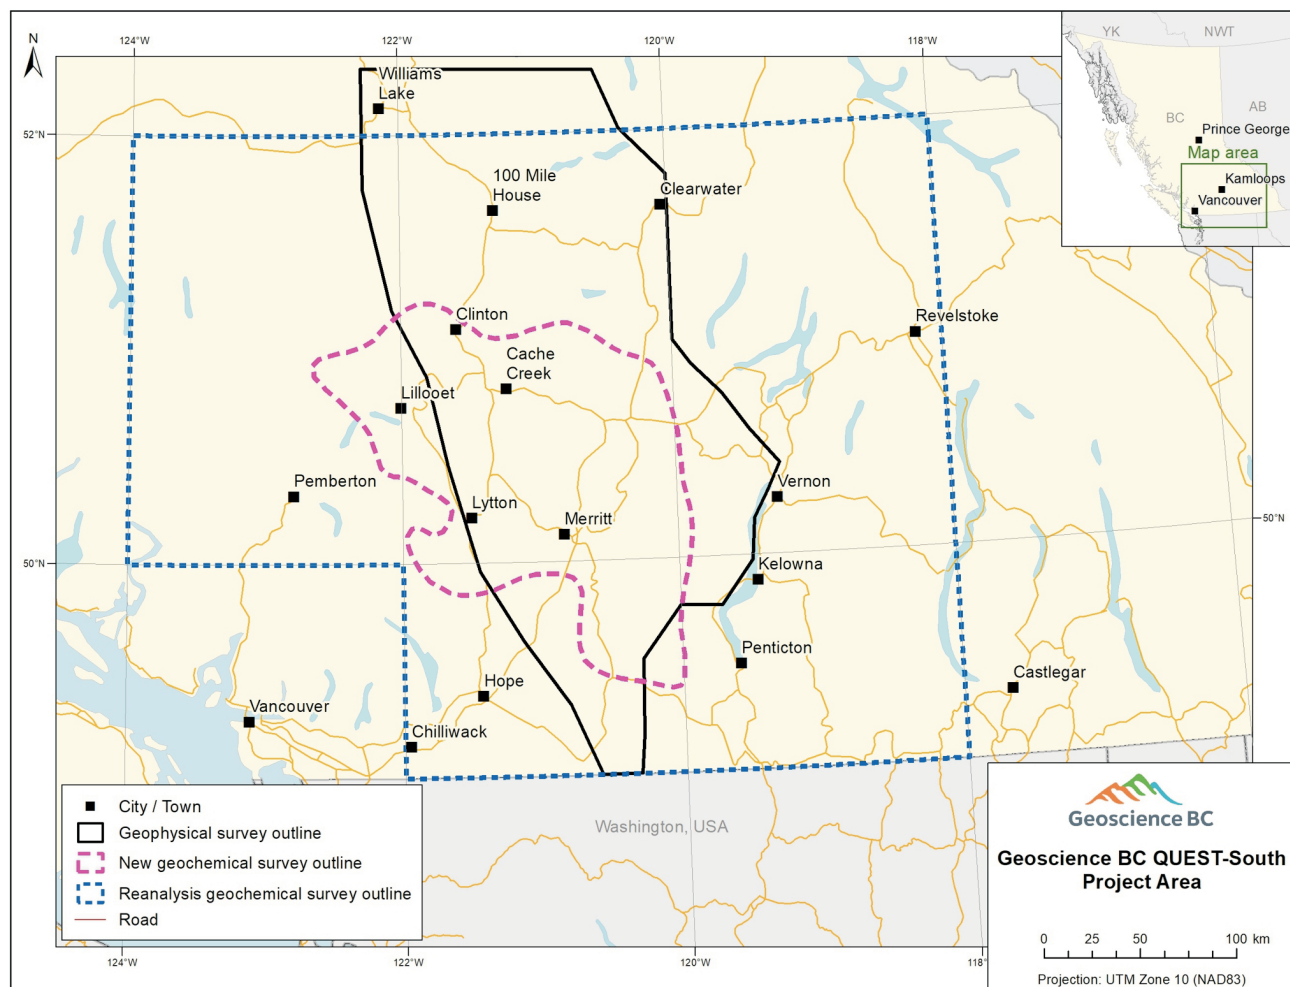 124°W
122°W
120°W
118°W
N
Williams
Lake
52°N
100 Mile
House
Clearwater
Clinton
Revelstoke
Cache
Creek
Lillooet
Pemberton
Lytton
Merritt
Vernon
50°N
50°N
Kelowna
Penticton
Castlegar
Hope
Vancouver
Chilliwack
Washington, USA
YK
NWT
BC
AB
Prince George
Map area
Kamloops
Vancouver
City / Town
Geophysical survey outline
New geochemical survey outline
Reanalysis geochemical survey outline
Road
Geoscience BC
Geoscience BC QUEST-South
Project Area
0 25 50 100 km
Projection: UTM Zone 10 (NAD83)
124°W
122°W
120°W
118°W